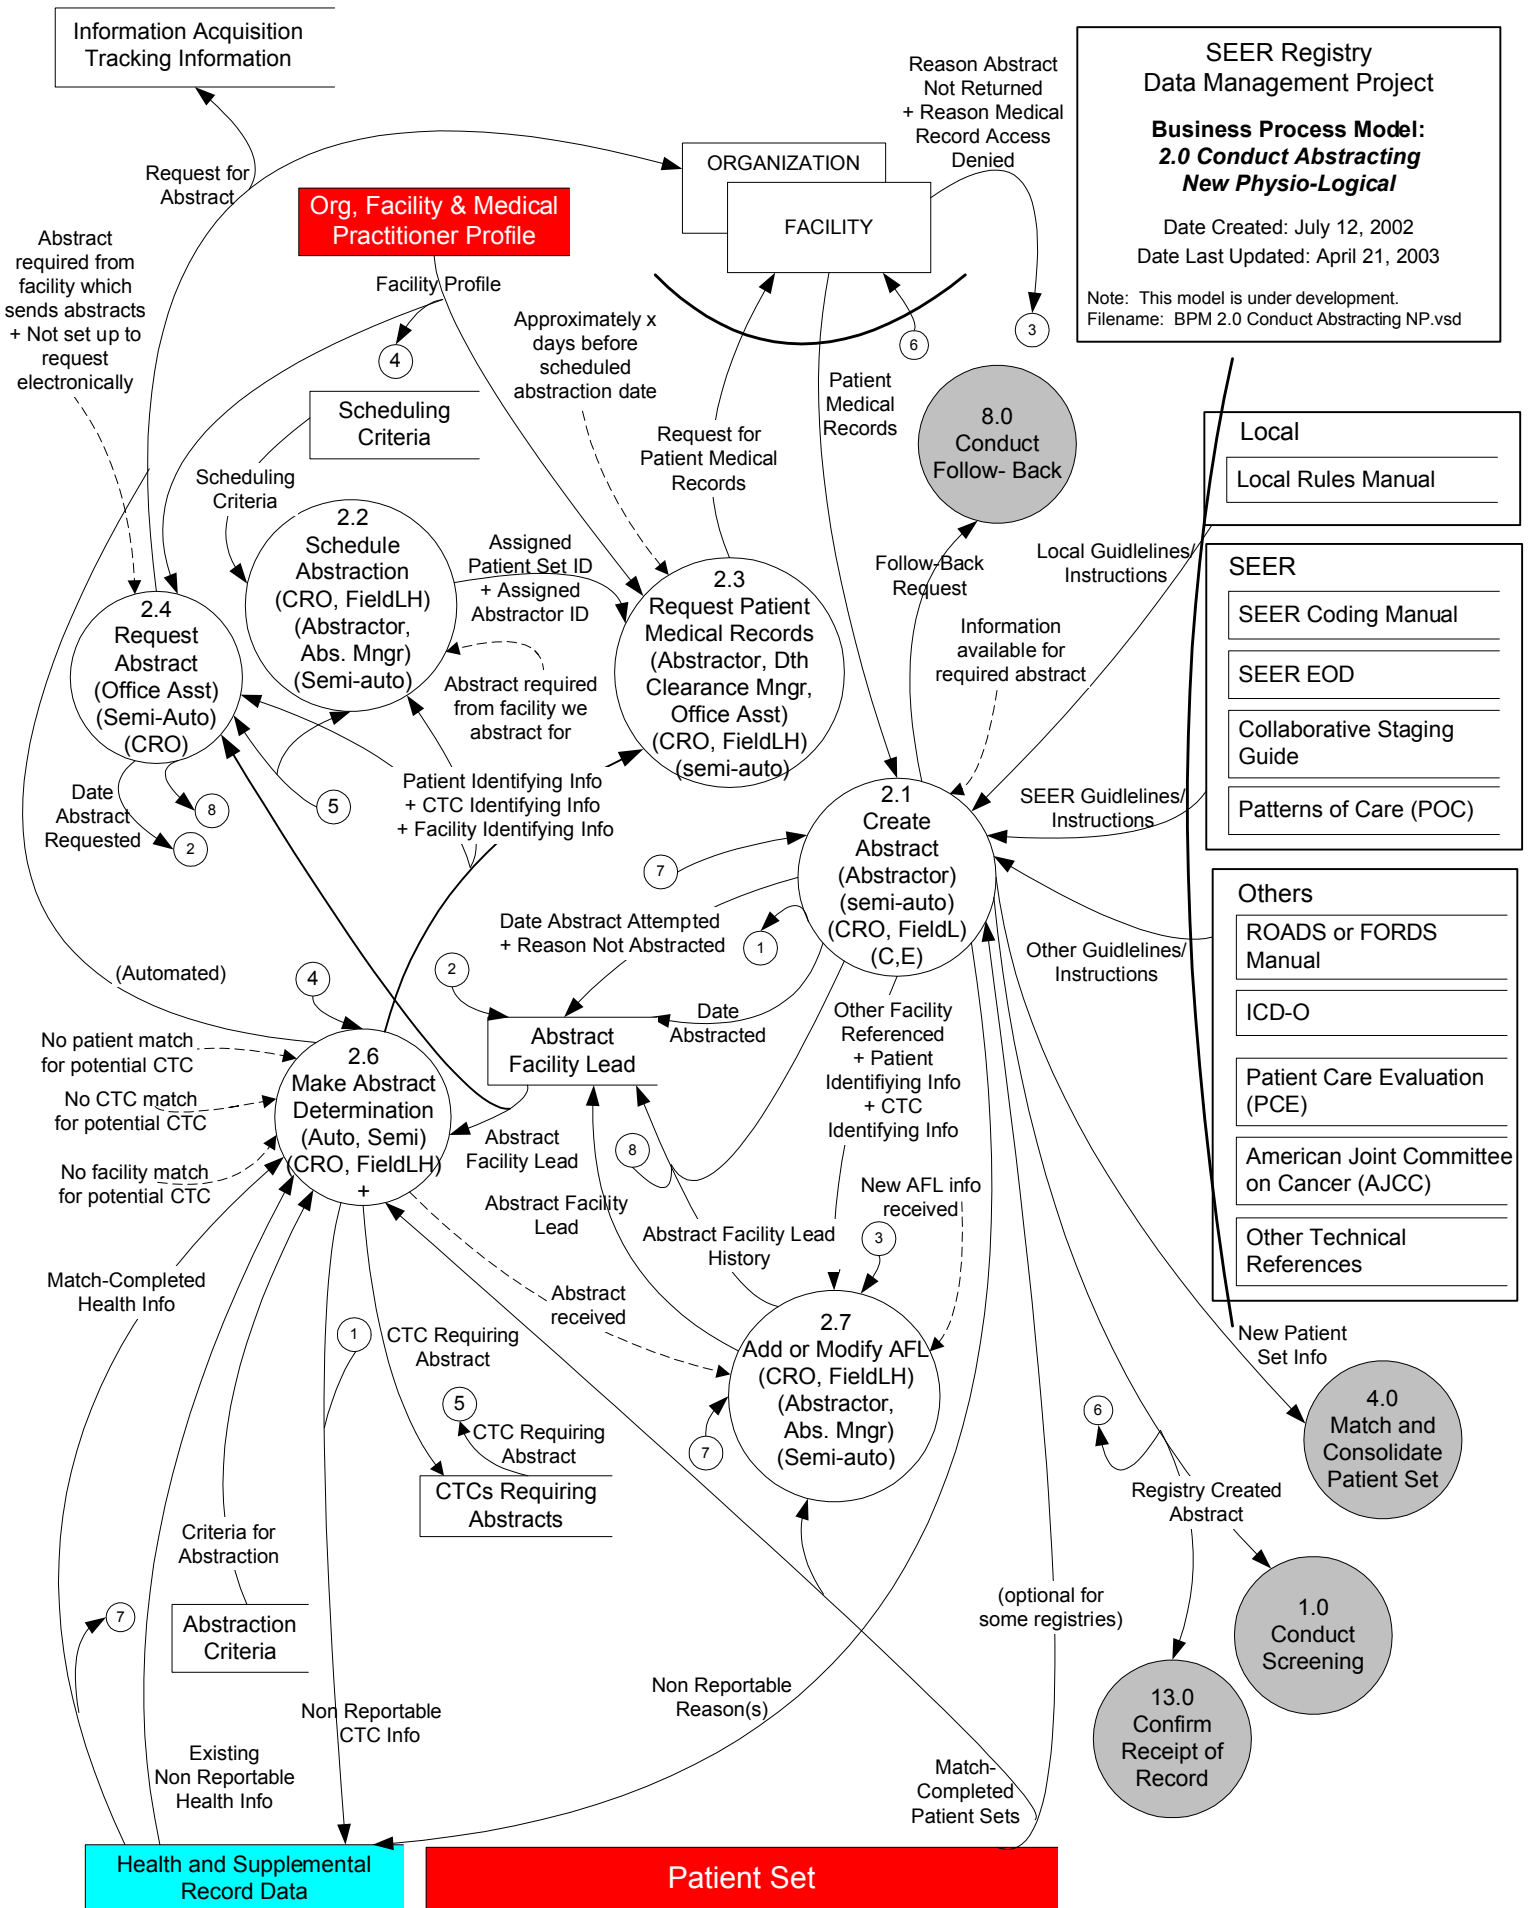 Information Acquisition
Tracking Information
SEER Registry
Data Management Project
Business Process Model:
2.0 Conduct Abstracting
New Physio-Logical
Date Created: July 12, 2002
Date Last Updated: April 21, 2003
Note: This model is under development.
Filename: BPM 2.0 Conduct Abstracting NP.vsd
Reason Abstract
Not Returned
+ Reason Medical
Record Access
Denied
ORGANIZATION
FACILITY
Request for
Abstract
Org, Facility & Medical
Practitioner Profile
Abstract
required from
facility which
sends abstracts
+ Not set up to
request
electronically
Facility Profile
4
Approximately x
days before
scheduled
abstraction date
6
3
Scheduling
Criteria
Patient
Medical
Records
8.0
Conduct
Follow- Back
Local
Local Rules Manual
Request for
Patient Medical
Records
Scheduling
Criteria
2.2
Schedule
Abstraction
(CRO, FieldLH)
(Abstractor,
Abs. Mngr)
(Semi-auto)
Assigned
Patient Set ID
+ Assigned
Abstractor ID
2.3
Request Patient
Medical Records
(Abstractor, Dth
Clearance Mngr,
Office Asst)
(CRO, FieldLH)
(semi-auto)
Follow-Back
Request
Local Guidlelines/
Instructions
SEER
SEER Coding Manual
SEER EOD
Collaborative Staging
Guide
Patterns of Care (POC)
2.4
Request
Abstract
(Office Asst)
(Semi-Auto)
(CRO)
Information
available for
required abstract
Abstract required
from facility we
abstract for
Date
Abstract
Requested
8
2
5
Patient Identifying Info
+ CTC Identifying Info
+ Facility Identifying Info
SEER Guidlelines/
Instructions
2.1
Create
Abstract
(Abstractor)
(semi-auto)
(CRO, FieldL)
(C,E)
7
1
Date Abstract Attempted
+ Reason Not Abstracted
Others
ROADS or FORDS
Manual
ICD-O
Patient Care Evaluation
(PCE)
American Joint Committee
on Cancer (AJCC)
Other Technical
References
Other Guidlelines/
Instructions
(Automated)
4
2
Date
Abstracted
Other Facility
Referenced
+ Patient
Identifiying Info
+ CTC
Identifying Info
No patient match
for potential CTC
No CTC match
for potential CTC
No facility match
for potential CTC
2.6
Make Abstract
Determination
(Auto, Semi)
(CRO, FieldLH)
+
Abstract
Facility Lead
Abstract
Facility Lead
8
Abstract Facility
Lead
New AFL info
received
Abstract Facility Lead
History
3
Match-Completed
Health Info
Abstract
received
1
CTC Requiring
Abstract
2.7
Add or Modify AFL
(CRO, FieldLH)
(Abstractor,
Abs. Mngr)
(Semi-auto)
7
New Patient
Set Info
4.0
Match and
Consolidate
Patient Set
5
CTC Requiring
Abstract
CTCs Requiring
Abstracts
6
Registry Created
Abstract
Criteria for
Abstraction
7
Abstraction
Criteria
(optional for
some registries)
1.0
Conduct
Screening
13.0
Confirm
Receipt of
Record
Non Reportable
Reason(s)
Non Reportable
CTC Info
Existing
Non Reportable
Health Info
Match-
Completed
Patient Sets
Health and Supplemental
Record Data
Patient Set